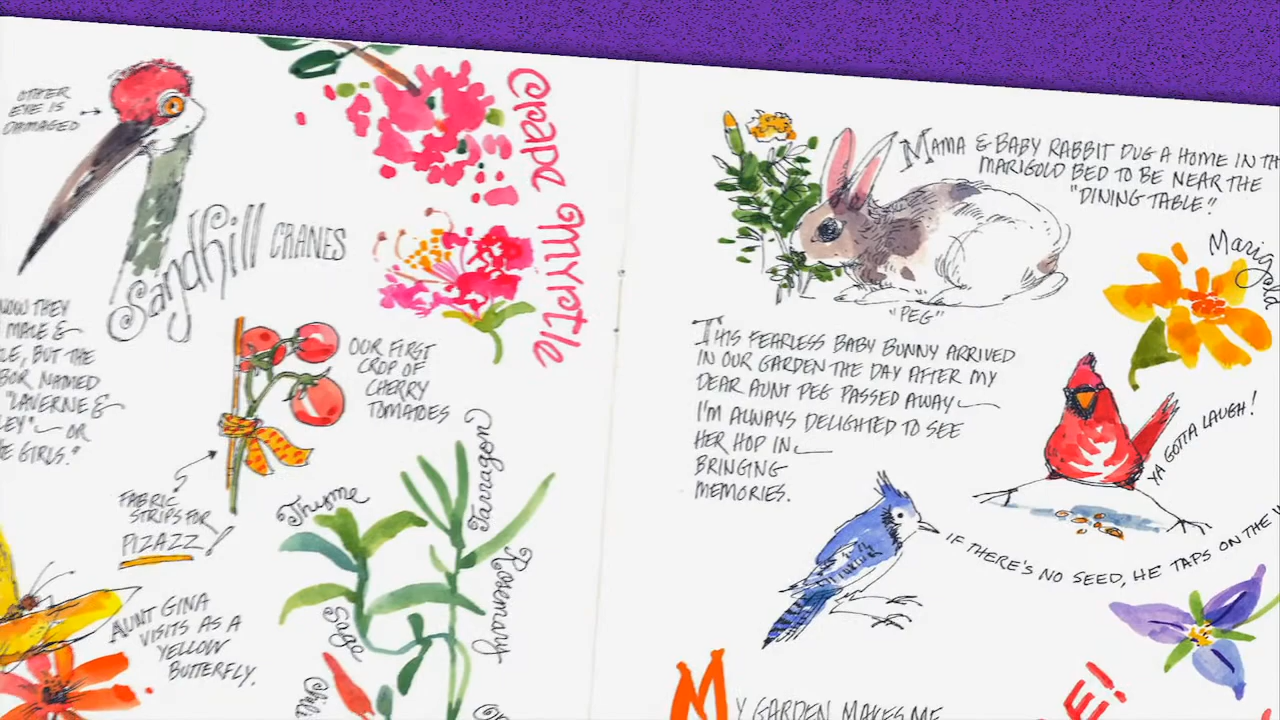 OTHER
EYE IS
DAMAGED
Sandhill CRANES
NOW THEY
MALE &
BUT THE
NAMED
"LAVERNE &
OR
GIRLS."
Crape Myrtle
OUR FIRST
CROP OF
CHERRY
TOMATOES
FABRIC
STRIPS FOR
PIZAZZ!
AUNT GINA
VISITS AS A
YELLOW
BUTTERFLY.
Thyme
Tarragon
Sage
Rosemary
MAMA & BABY RABBIT DUG A HOME IN
MARIGOLD BED TO BE NEAR THE
"DINING TABLE."
Marigold
"PEG"
THIS FEARLESS BABY BUNNY ARRIVED
IN OUR GARDEN THE DAY AFTER MY
DEAR AUNT PEG PASSED AWAY—
I'M ALWAYS DELIGHTED TO SEE
HER HOP IN—
BRINGING
MEMORIES.
YA GOTTA LAUGH!
IF THERE'S NO SEED, HE TAPS ON THE
MY GARDEN MAKES ME